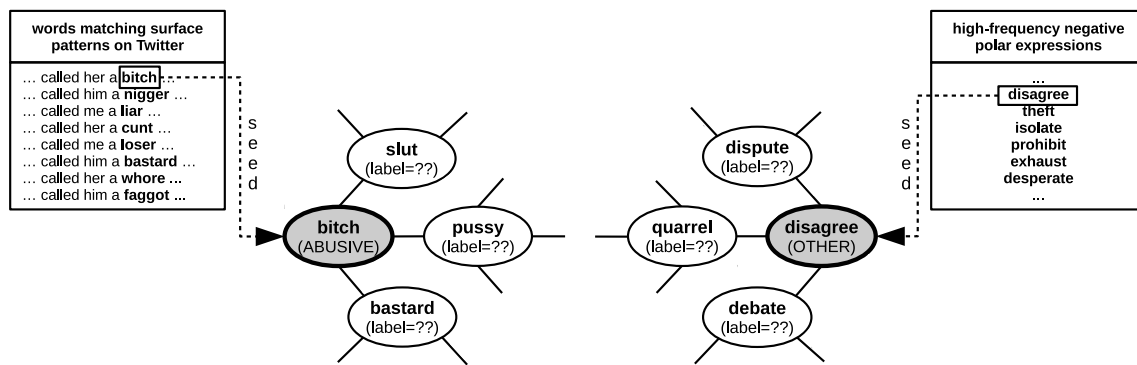 words matching surface
patterns on Twitter
... called her a bitch ...
... called him a nigger ...
... called me a liar ...
... called her a cunt ...
... called me a loser ...
... called him a bastard ...
... called her a whore ...
... called him a faggot ...
seed
slut
(label=??)
bitch
(ABUSIVE)
pussy
(label=??)
bastard
(label=??)
dispute
(label=??)
quarrel
(label=??)
disagree
(OTHER)
debate
(label=??)
seed
high-frequency negative
polar expressions
...
disagree
theft
isolate
prohibit
exhaust
desperate
...